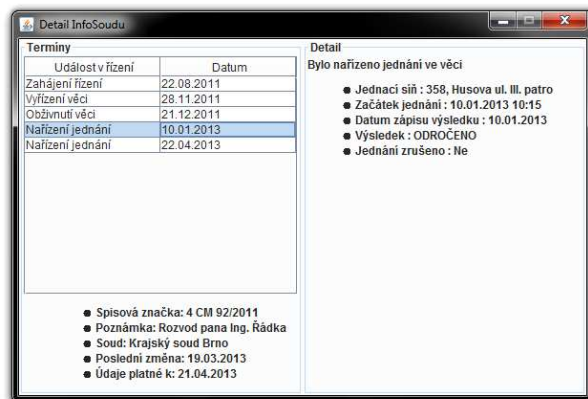 Detail InfoSoudu
Termíny
Událost v řízení Datum
Zahájení řízení 22.08.2011
Vyřízení věci 28.11.2011
Obživnutí věci 21.12.2011
Nařízení jednání 10.01.2013
Nařízení jednání 22.04.2013
Spisová značka: 4 CM 92/2011
Poznámka: Rozvod pana Ing. Řádka
Soud: Krajský soud Brno
Poslední změna: 19.03.2013
Údaje platné k: 21.04.2013
Detail
Bylo nařízeno jednání ve věci
Jednací síň : 358, Husova ul. III. patro
Začátek jednání : 10.01.2013 10:15
Datum zápisu výsledku : 10.01.2013
Výsledek : ODROČENO
Jednání zrušeno : Ne